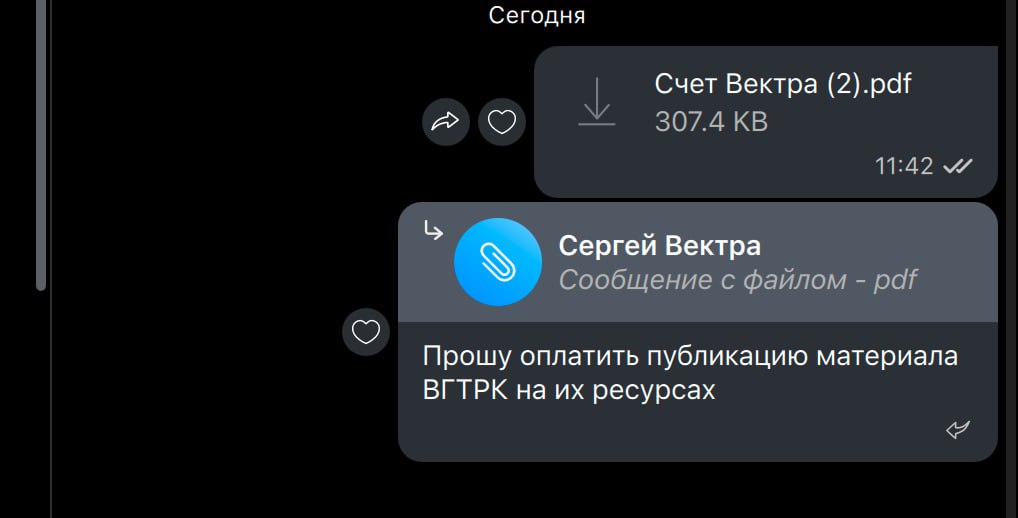 Сегодня
Счет Вектра (2).pdf
307.4 KB
11:42
Сергей Вектра
Сообщение с файлом - pdf
Прошу оплатить публикацию материала
ВГТРК на их ресурсах